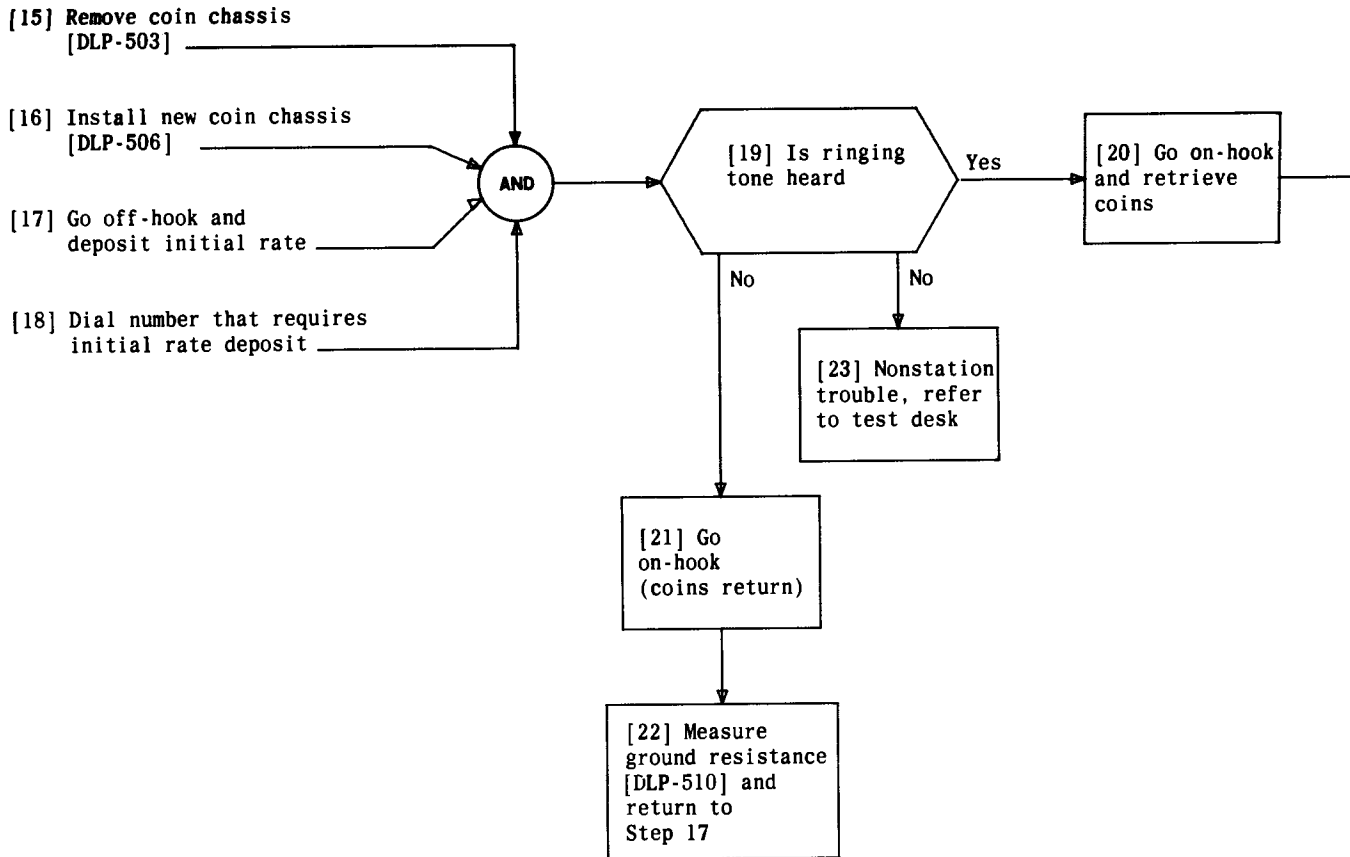 [15] Remove coin chassis
[DLP-503]
[16] Install new coin chassis
[DLP-506]
[17] Go off-hook and
deposit initial rate
[18] Dial number that requires
initial rate deposit
AND
[19] Is ringing
tone heard
Yes
[20] Go on-hook
and retrieve
coins
No
No
[23] Nonstation
trouble, refer
to test desk
[21] Go
on-hook
(coins return)
[22] Measure
ground resistance
[DLP-510] and
return to
Step 17